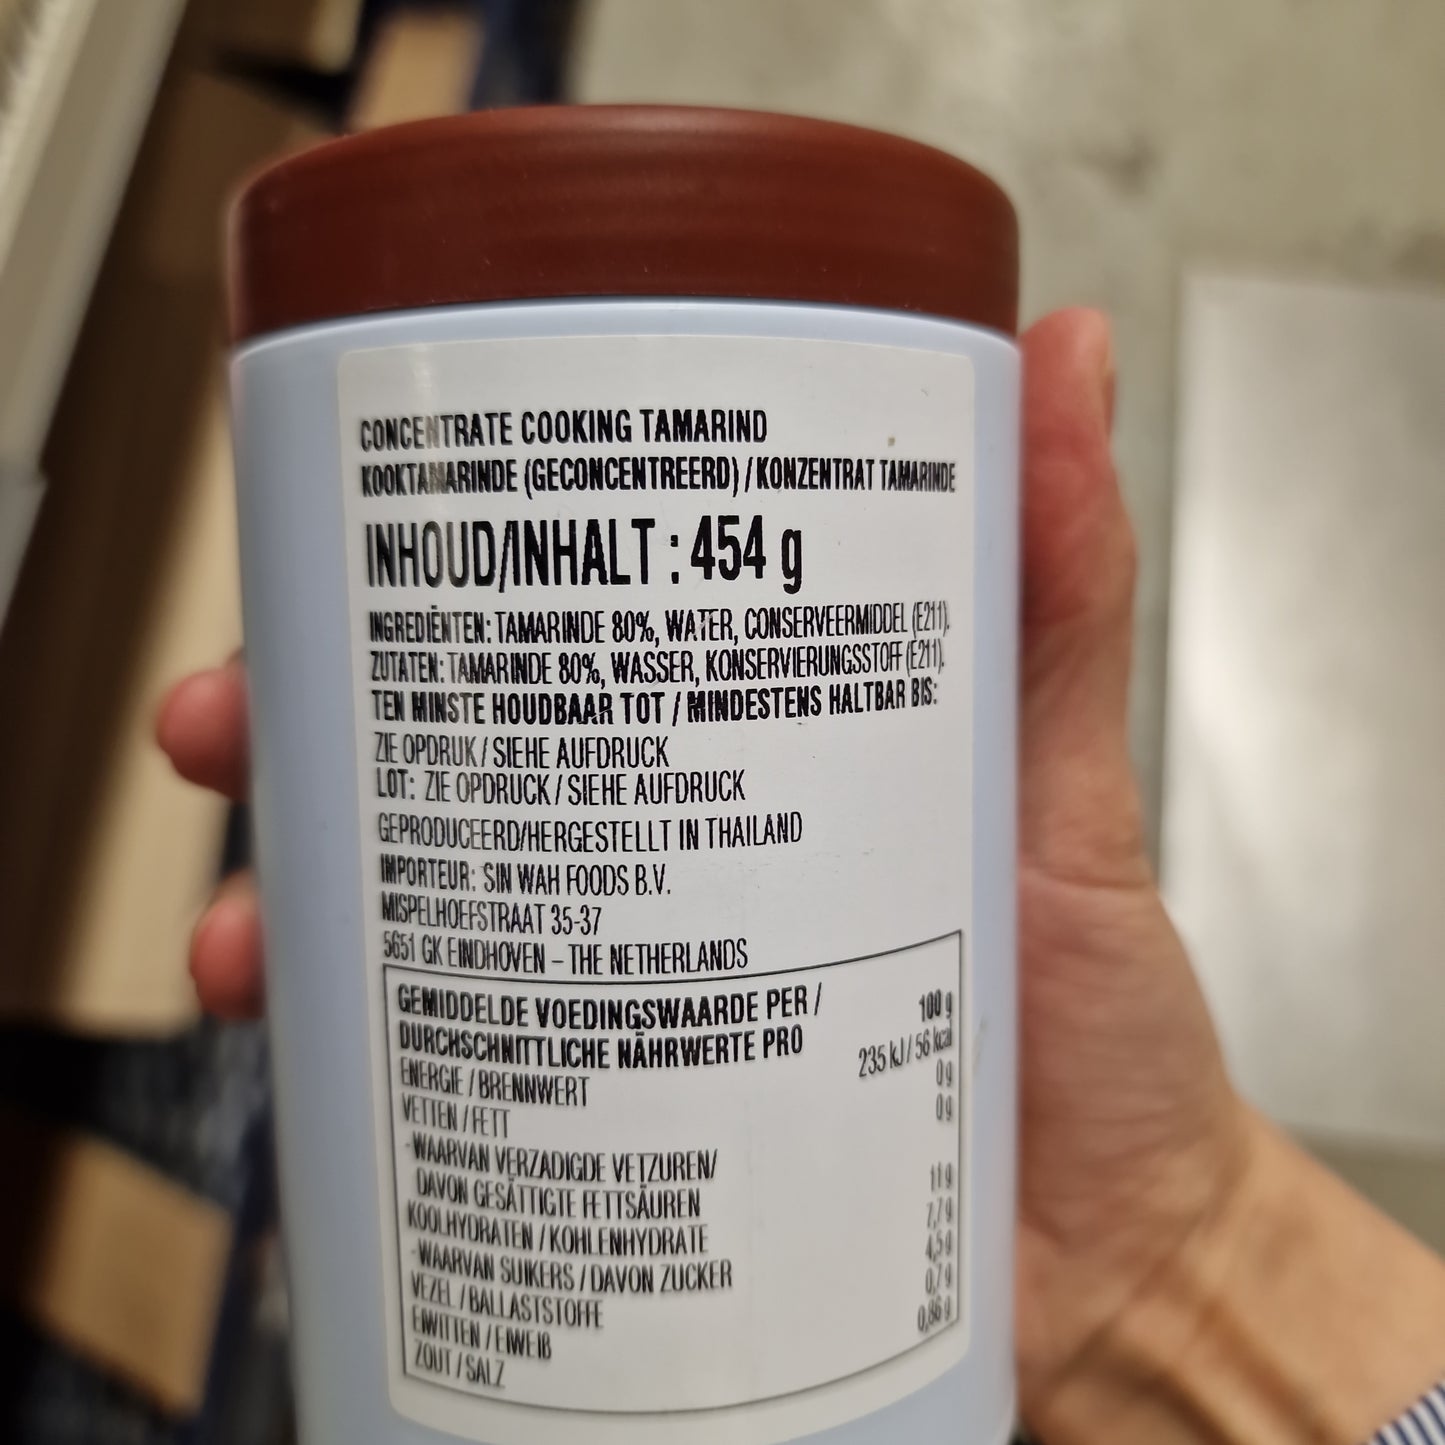 CONCENTRATE COOKING TAMARIND
KOOKTAMARINDE (GECONCENTREERD) / KONZENTRAT TAMARINDE
INHOUD/INHALT : 454 g
INGREDIËNTEN: TAMARINDE 80%, WATER, CONSERVEERMIDDEL (E211).
ZUTATEN: TAMARINDE 80%, WASSER, KONSERVIERUNGSSTOFF (E211).
TEN MINSTE HOUDBAAR TOT / MINDESTENS HALTBAR BIS:
ZIE OPDRUK / SIEHE AUFDRUCK
LOT: ZIE OPDRUCK / SIEHE AUFDRUCK
GEPRODUCEERD/HERGESTELLT IN THAILAND
IMPORTEUR: SIN WAH FOODS B.V.
MISPELHOEFSTRAAT 35-37
5651 GK EINDHOVEN – THE NETHERLANDS
GEMIDDELDE VOEDINGSWAARDE PER /
DURCHSCHNITTLICHE NÄHRWERTE PRO 100 g
ENERGIE / BRENNWERT 235 kJ / 56 kcal
VETTEN / FETT 0 g
-WAARVAN VERZADIGDE VETZUREN/
DAVON GESÄTTIGTE FETTSÄUREN 0 g
KOOLHYDRATEN / KOHLENHYDRATE 11 g
-WAARVAN SUIKERS / DAVON ZUCKER 7,7 g
VEZEL / BALLASTSTOFFE 4,5 g
EIWITTEN / EIWEIß 0,7 g
ZOUT / SALZ 0,86 g